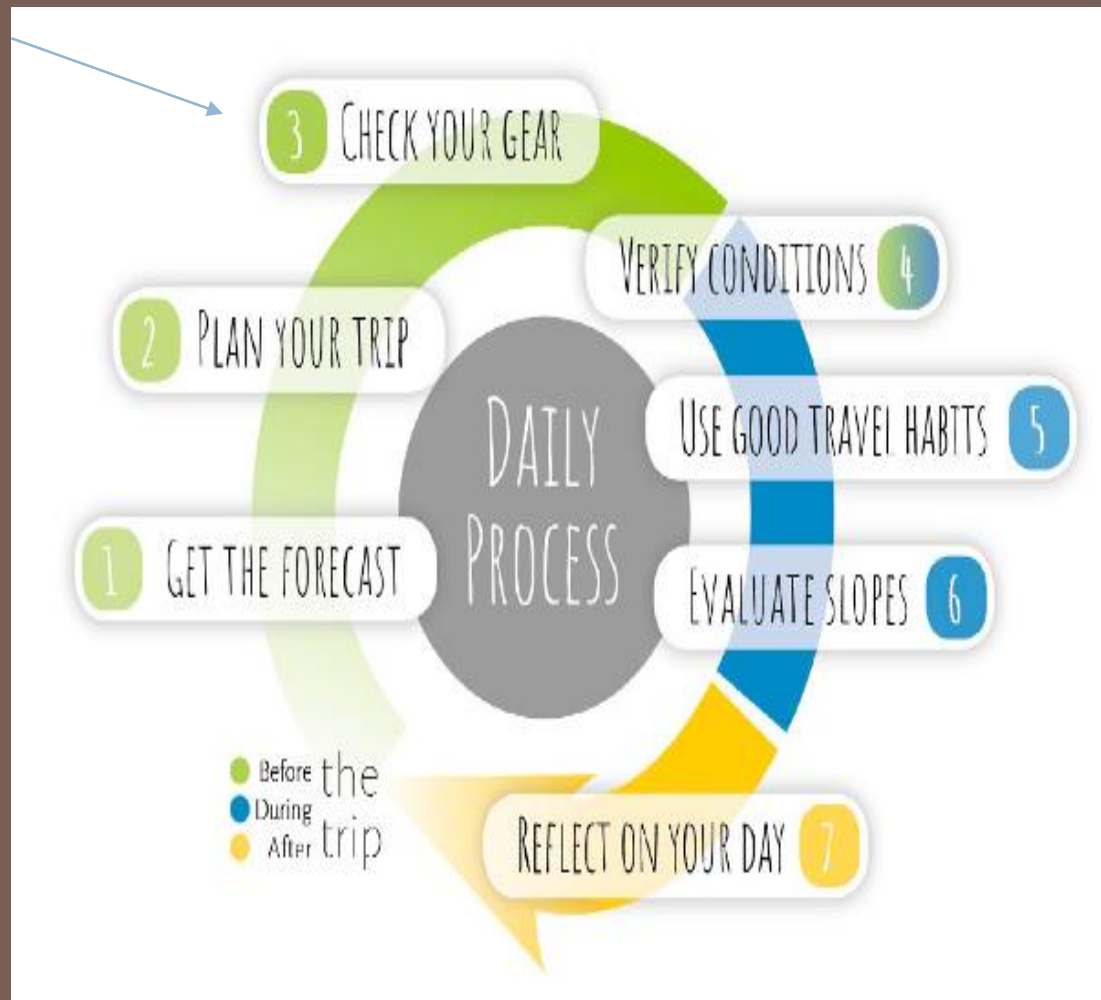 3 CHECK YOUR GEAR
VERIFY CONDITIONS 4
2 PLAN YOUR TRIP
USE GOOD TRAVEL HABITS 5
DAILY
PROCESS
1 GET THE FORECAST
EVALUATE SLOPES 6
Before the
During
After trip
REFLECT ON YOUR DAY 7